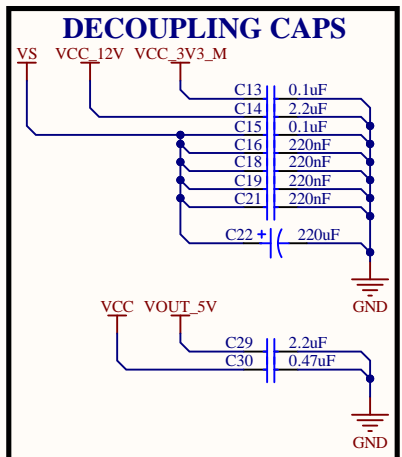 DECOUPLING CAPS
VS VCC_12V VCC_3V3_M
C13 0.1uF
C14 2.2uF
C15 0.1uF
C16 220nF
C18 220nF
C19 220nF
C21 220nF
C22 + 220uF
GND
VCC VOUT_5V
C29 2.2uF
C30 0.47uF
GND